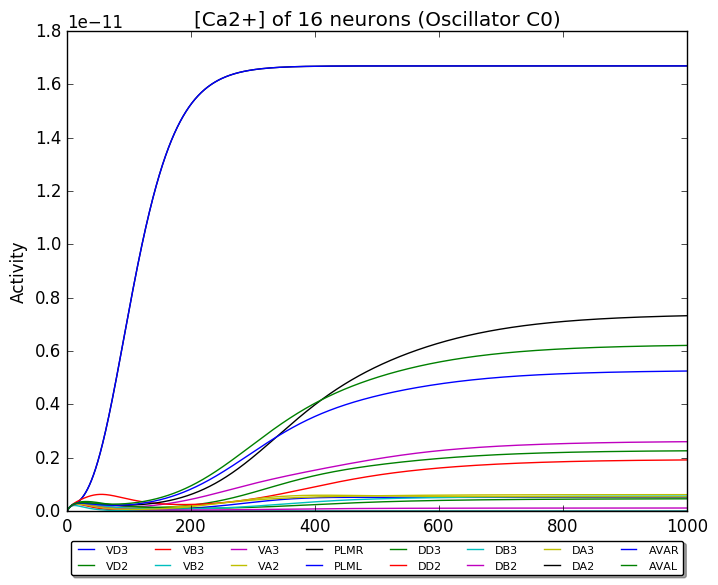 [Ca2+] of 16 neurons (Oscillator C0)
1e−11
1.8
1.6
1.4
1.2
1.0
0.8
0.6
0.4
0.2
0.0
Activity
0 200 400 600 800 1000
VD3 VB3 VA3 PLMR DD3 DB3 DA3 AVAR
VD2 VB2 VA2 PLML DD2 DB2 DA2 AVAL